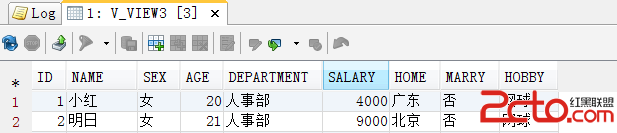 Log 1: V_VIEW3 [3]
* ID NAME SEX AGE DEPARTMENT SALARY HOME MARRY HOBBY
1 1 小红 女 20 人事部 4000 广东 否
2 2 明日 女 21 人事部 9000 北京 否
2cto.com 红黑联盟